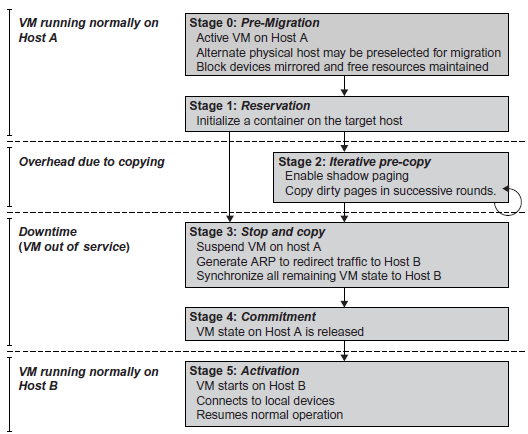 VM running normally on
Host A
Stage 0: Pre-Migration
Active VM on Host A
Alternate physical host may be preselected for migration
Block devices mirrored and free resources maintained
Stage 1: Reservation
Initialize a container on the target host
Overhead due to copying
Stage 2: Iterative pre-copy
Enable shadow paging
Copy dirty pages in successive rounds.
Downtime
(VM out of service)
Stage 3: Stop and copy
Suspend VM on host A
Generate ARP to redirect traffic to Host B
Synchronize all remaining VM state to Host B
Stage 4: Commitment
VM state on Host A is released
VM running normally on
Host B
Stage 5: Activation
VM starts on Host B
Connects to local devices
Resumes normal operation